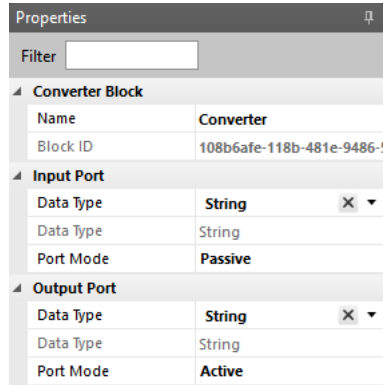 Properties
Filter
Converter Block
Name Converter
Block ID 108b6afe-118b-481e-9486-
Input Port
Data Type String
Data Type String
Port Mode Passive
Output Port
Data Type String
Data Type String
Port Mode Active